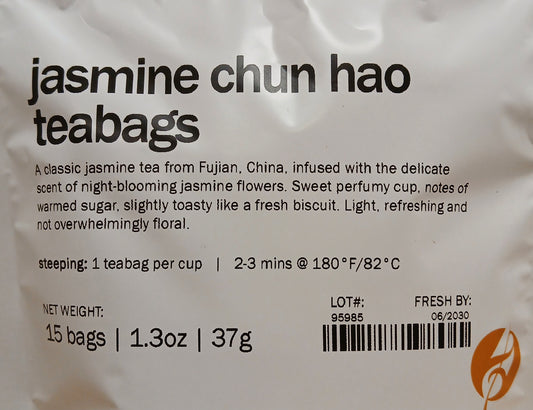 jasmine chun hao
teabags
A classic jasmine tea from Fujian, China, infused with the delicate
scent of night-blooming jasmine flowers. Sweet perfumy cup, notes of
warmed sugar, slightly toasty like a fresh biscuit. Light, refreshing and
not overwhelmingly floral.
steeping: 1 teabag per cup | 2-3 mins @ 180°F/82°C
NET WEIGHT:
15 bags | 1.3oz | 37g
LOT#: FRESH BY:
95985 06/2030